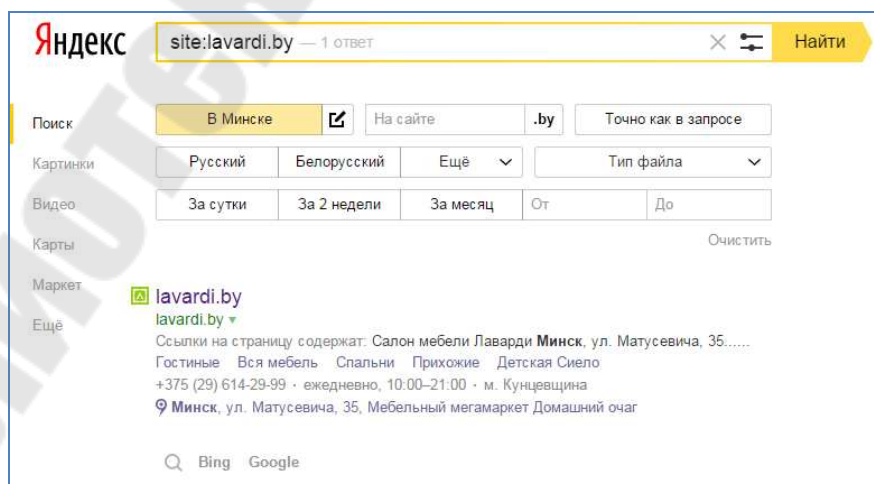 Яндекс site:lavardi.by — 1 ответ Найти
Поиск
Картинки
Видео
Карты
Маркет
Ещё
В Минске На сайте .by Точно как в запросе
Русский Белорусский Ещё Тип файла
За сутки За 2 недели За месяц От До
Очистить
lavardi.by
lavardi.by
Ссылки на страницу содержат: Салон мебели Лаварди Минск, ул. Матусевича, 35......
Гостиные Вся мебель Спальни Прихожие Детская Сиело
+375 (29) 614-29-99 · ежедневно, 10:00–21:00 · м. Кунцевщина
Минск, ул. Матусевича, 35, Мебельный мегамаркет Домашний очаг
Bing Google